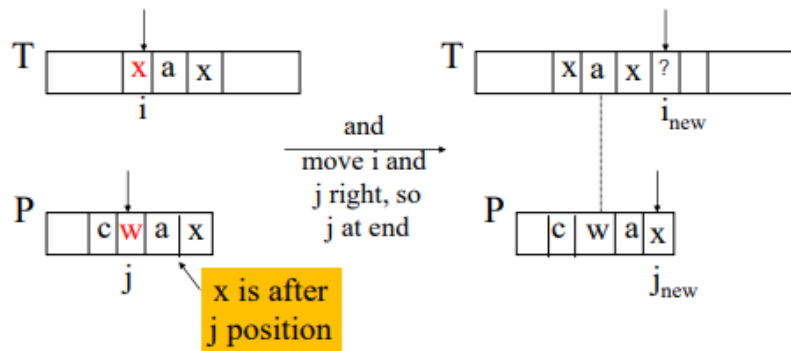 T
x a x
i
P
c w a x
j
x is after
j position
and
move i and
j right, so
j at end
T
x a x ?
i new
P
c w a x
j new